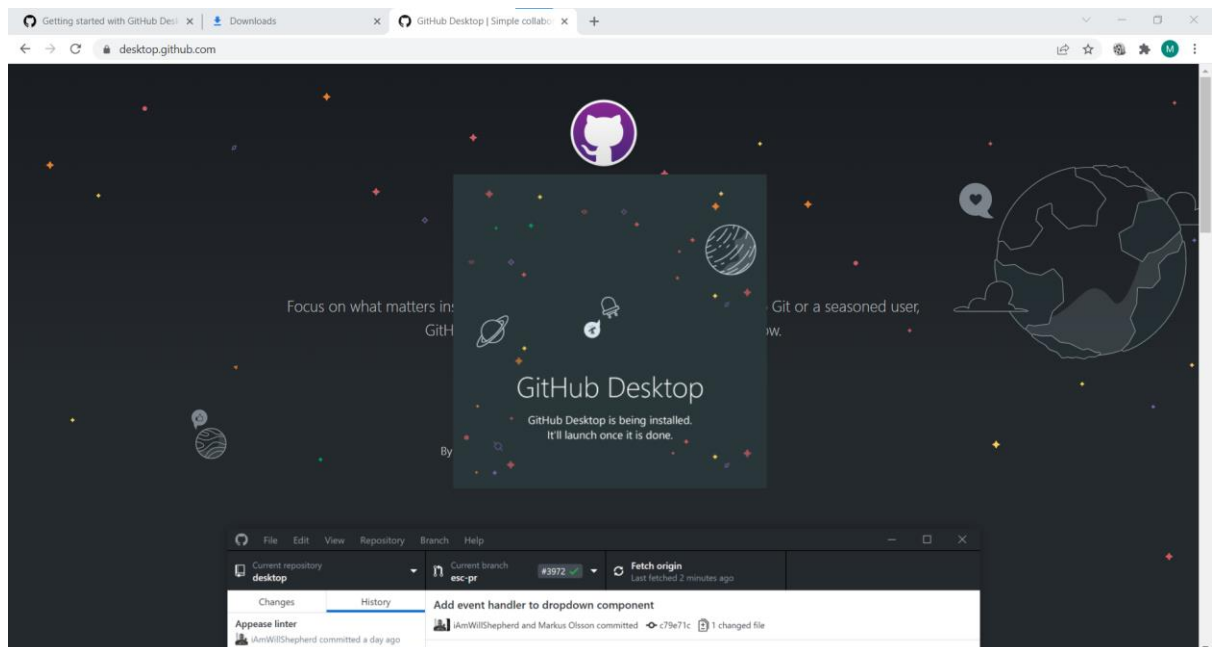 Getting started with GitHub Des
Downloads
GitHub Desktop | Simple collabo
desktop.github.com
M
Focus on what matters ins
Git or a seasoned user,
GitH
ow.
GitHub Desktop
GitHub Desktop is being installed.
It'll launch once it is done.
By
File Edit View Repository Branch Help
Current repository
desktop
Current branch
esc-pr
#3972
Fetch origin
Last fetched 2 minutes ago
Changes History
Add event handler to dropdown component
Appease linter
iAmWillShepherd and Markus Olsson committed c79e71c 1 changed file
iAmWillShepherd committed a day ago